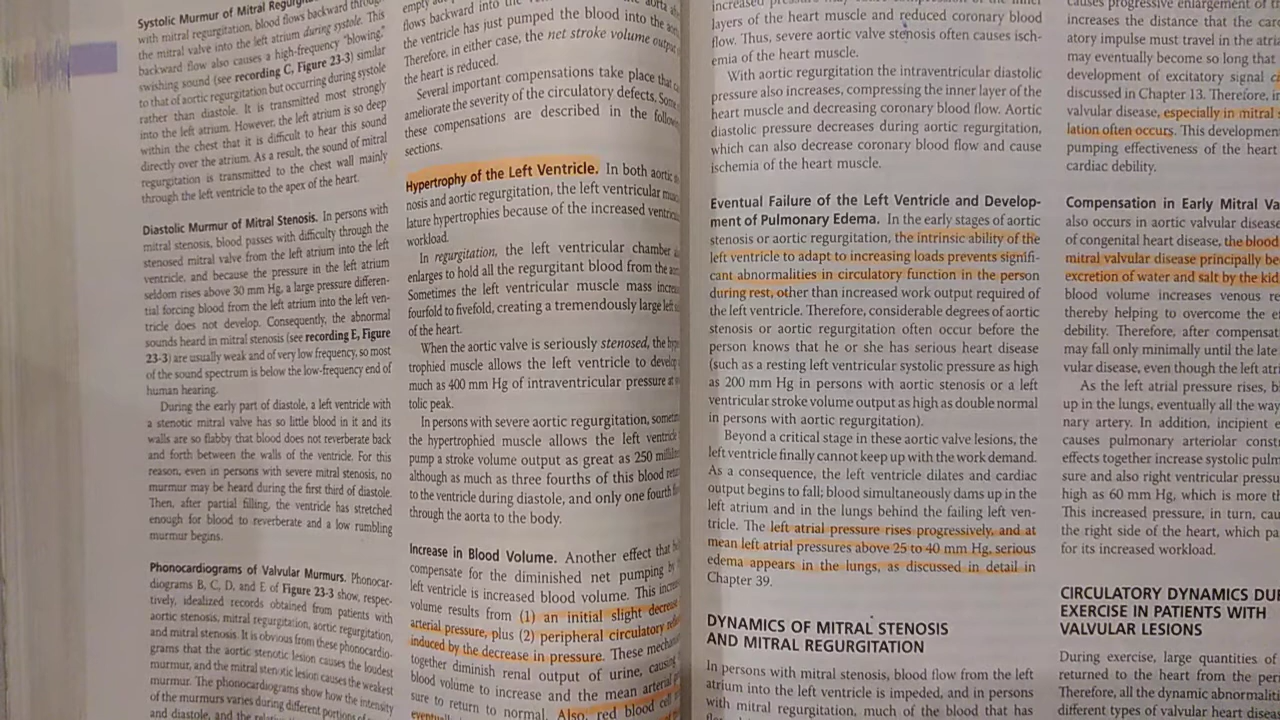 Systolic Murmur of Mitral
with mitral regurgitation, blood flows backward through
the mitral valve into the left atrium during systole. This
backward flow also causes a high-frequency "blowing,"
swishing sound (see recording C, Figure 23-3) similar
to that of aortic regurgitation but occurring during systole
rather than diastole. It is transmitted most strongly
into the left atrium. However, the left atrium is so deep
within the chest that it is difficult to hear this sound
directly over the atrium. As a result, the sound of mitral
regurgitation is transmitted to the chest wall mainly
through the left ventricle to the apex of the heart.
Diastolic Murmur of Mitral Stenosis. In persons with
mitral stenosis, blood passes with difficulty through the
stenosed mitral valve from the left atrium into the left
ventricle, and because the pressure in the left atrium
seldom rises above 30 mm Hg, a large pressure differen-
tial forcing blood from the left atrium into the left ven-
tricle does not develop. Consequently, the abnormal
sounds heard in mitral stenosis (see recording E, Figure
23-3) are usually weak and of very low frequency, so most
of the sound spectrum is below the low-frequency end of
human hearing.
During the early part of diastole, a left ventricle with
a stenotic mitral valve has so little blood in it and its
walls are so flabby that blood does not reverberate back
and forth between the walls of the ventricle. For this
reason, even in persons with severe mitral stenosis, no
murmur may be heard during the first third of diastole.
Then, after partial filling, the ventricle has stretched
enough for blood to reverberate and a low rumbling
murmur begins.
Phonocardiograms of Valvular Murmurs. Phonocar-
diograms B, C, D, and E of Figure 23-3 show, respec-
tively, idealized records obtained from patients with
aortic stenosis, mitral regurgitation, aortic regurgitation,
and mitral stenosis. It is obvious from these phonocardio-
grams that the aortic stenotic lesion causes the loudest
murmur, and the mitral stenotic lesion causes the weakest
murmur. The phonocardiograms show how the intensity
of the murmurs varies during different portions of
and diastole, and the
flows backward into the
the ventricle has just pumped the blood into the
Therefore, in either case, the net stroke volume output
the heart is reduced.
Several important compensations take place that
ameliorate the severity of the circulatory defects. Some
these compensations are described in the
sections.
Hypertrophy of the Left Ventricle. In both aortic
nosis and aortic regurgitation, the left ventricular
lature hypertrophies because of the increased
workload.
In regurgitation, the left ventricular chamber
enlarges to hold all the regurgitant blood from the
Sometimes the left ventricular muscle mass
fourfold to fivefold, creating a tremendously large left
of the heart.
When the aortic valve is seriously stenosed, the
trophied muscle allows the left ventricle to develop
much as 400 mm Hg of intraventricular pressure at
tolic peak.
In persons with severe aortic regurgitation,
the hypertrophied muscle allows the left ventricle
pump a stroke volume output as great as 250
although as much as three fourths of this blood
to the ventricle during diastole, and only one fourth
through the aorta to the body.
Increase in Blood Volume. Another effect that
compensate for the diminished net pumping by
left ventricle is increased blood volume. This
volume results from (1) an initial slight decrease
arterial pressure, plus (2) peripheral circulatory
induced by the decrease in pressure. These
together diminish renal output of urine, causing
blood volume to increase and the mean arterial
sure to return to normal. Also, red blood cell
eventually
layers of the heart muscle and reduced coronary blood
flow. Thus, severe aortic valve stenosis often causes isch-
emia of the heart muscle.
With aortic regurgitation the intraventricular diastolic
pressure also increases, compressing the inner layer of the
heart muscle and decreasing coronary blood flow. Aortic
diastolic pressure decreases during aortic regurgitation,
which can also decrease coronary blood flow and cause
ischemia of the heart muscle.
Eventual Failure of the Left Ventricle and Develop-
ment of Pulmonary Edema. In the early stages of aortic
stenosis or aortic regurgitation, the intrinsic ability of the
left ventricle to adapt to increasing loads prevents signifi-
cant abnormalities in circulatory function in the person
during rest, other than increased work output required of
the left ventricle. Therefore, considerable degrees of aortic
stenosis or aortic regurgitation often occur before the
person knows that he or she has serious heart disease
(such as a resting left ventricular systolic pressure as high
as 200 mm Hg in persons with aortic stenosis or a left
ventricular stroke volume output as high as double normal
in persons with aortic regurgitation).
Beyond a critical stage in these aortic valve lesions, the
left ventricle finally cannot keep up with the work demand.
As a consequence, the left ventricle dilates and cardiac
output begins to fall; blood simultaneously dams up in the
left atrium and in the lungs behind the failing left ven-
tricle. The left atrial pressure rises progressively, and at
mean left atrial pressures above 25 to 40 mm Hg, serious
edema appears in the lungs, as discussed in detail in
Chapter 39.
DYNAMICS OF MITRAL STENOSIS
AND MITRAL REGURGITATION
In persons with mitral stenosis, blood flow from the left
atrium into the left ventricle is impeded, and in persons
with mitral regurgitation, much of the blood that has
causes progressive enlargement of
increases the distance that the
atory impulse must travel in the
may eventually become so long that
development of excitatory signal
discussed in Chapter 13. Therefore,
valvular disease, especially in mitral
lation often occurs. This development
pumping effectiveness of the heart
cardiac debility.
Compensation in Early Mitral
also occurs in aortic valvular disease
of congenital heart disease, the blood
mitral valvular disease principally
excretion of water and salt by the
blood volume increases venous
thereby helping to overcome the
debility. Therefore, after
may fall only minimally until the late
vular disease, even though the left
As the left atrial pressure rises,
up in the lungs, eventually all the way
nary artery. In addition, incipient
causes pulmonary arteriolar
effects together increase systolic
sure and also right ventricular
high as 60 mm Hg, which is more
This increased pressure, in turn,
the right side of the heart, which
for its increased workload.
CIRCULATORY DYNAMICS
EXERCISE IN PATIENTS WITH
VALVULAR LESIONS
During exercise, large quantities of
returned to the heart from the
Therefore, all the dynamic
different types of valvular heart